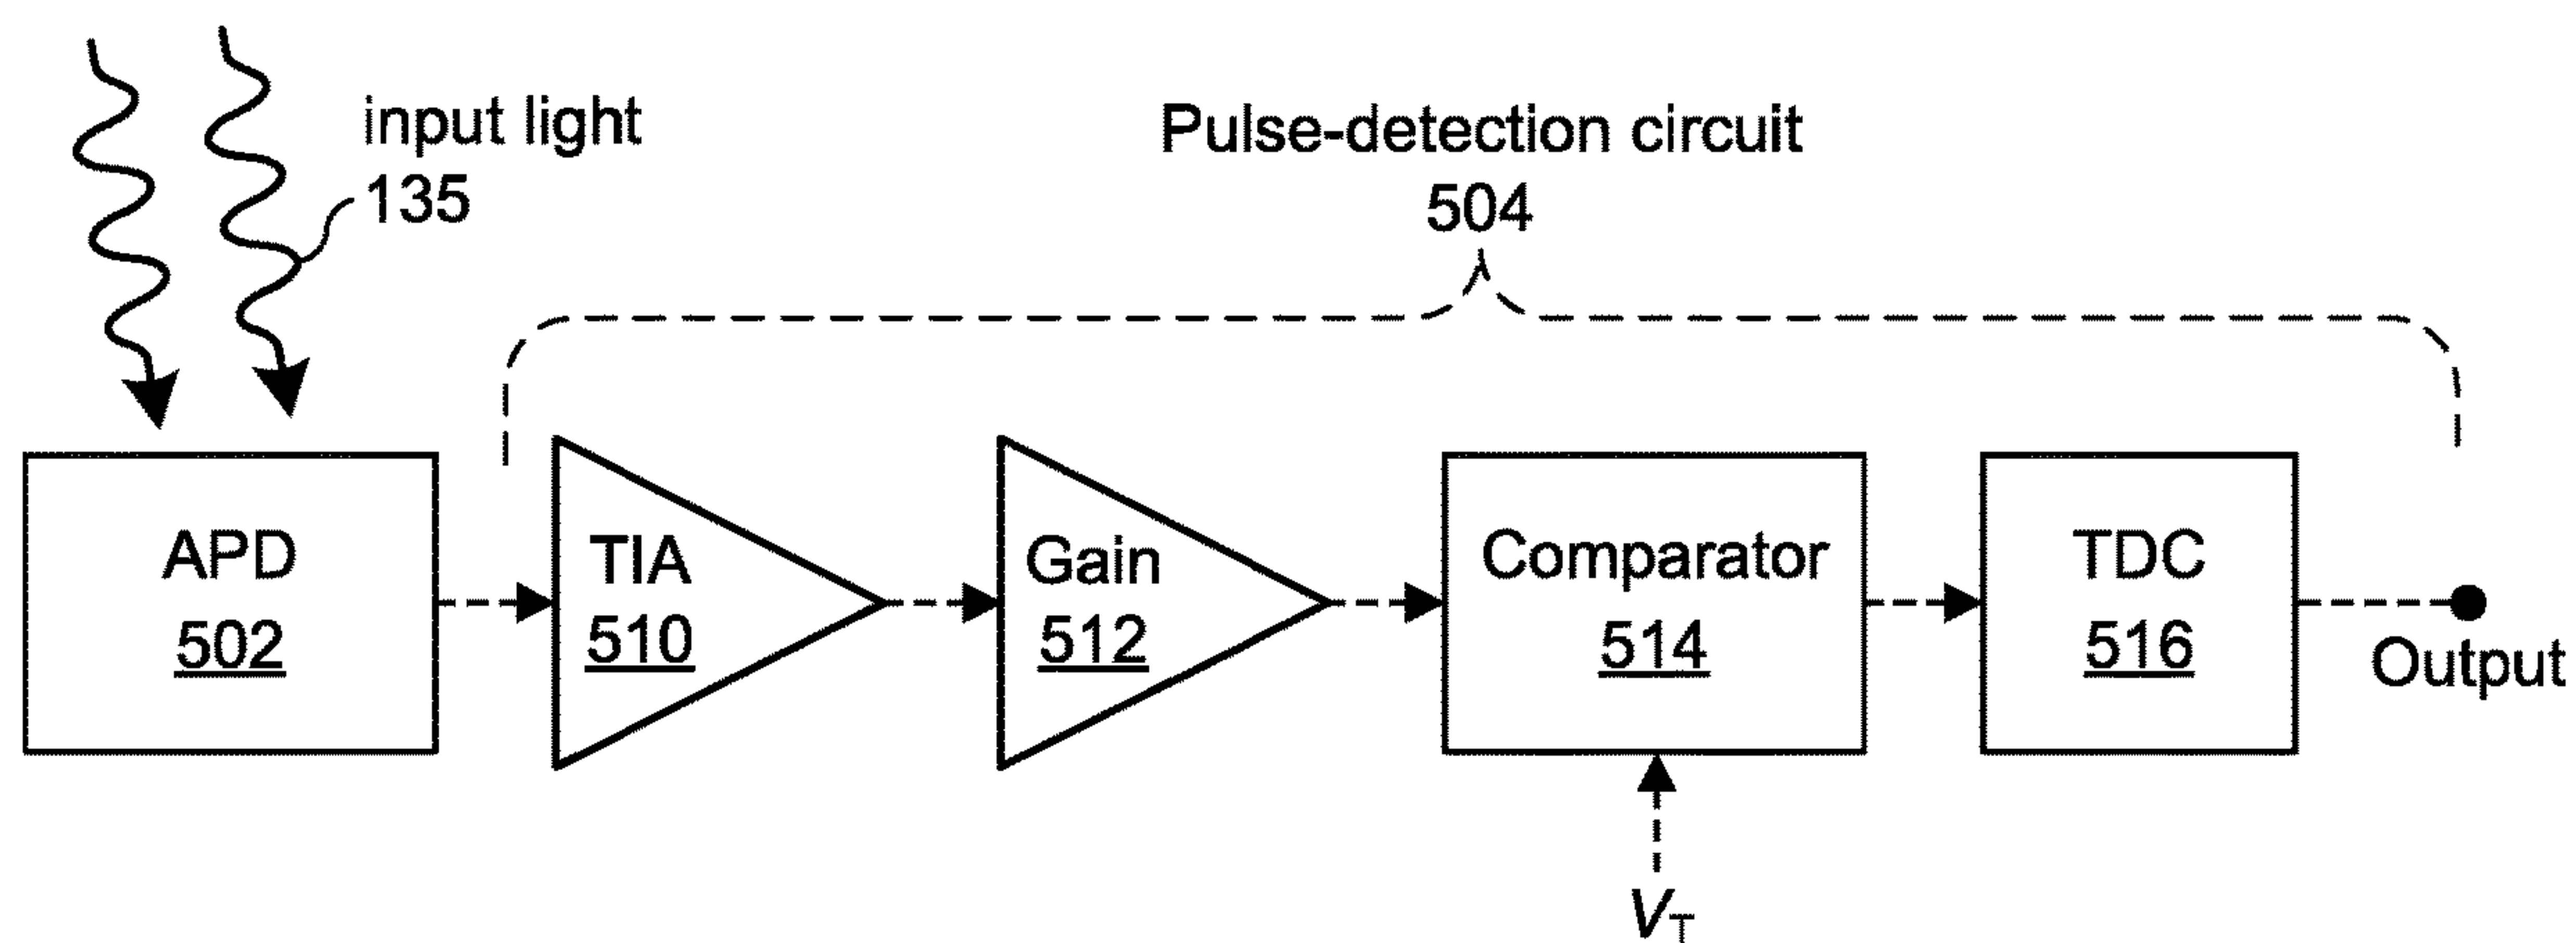 input light
135
Pulse-detection circuit
504
APD
502
TIA
510
Gain
512
Comparator
514
TDC
516
Output
VT